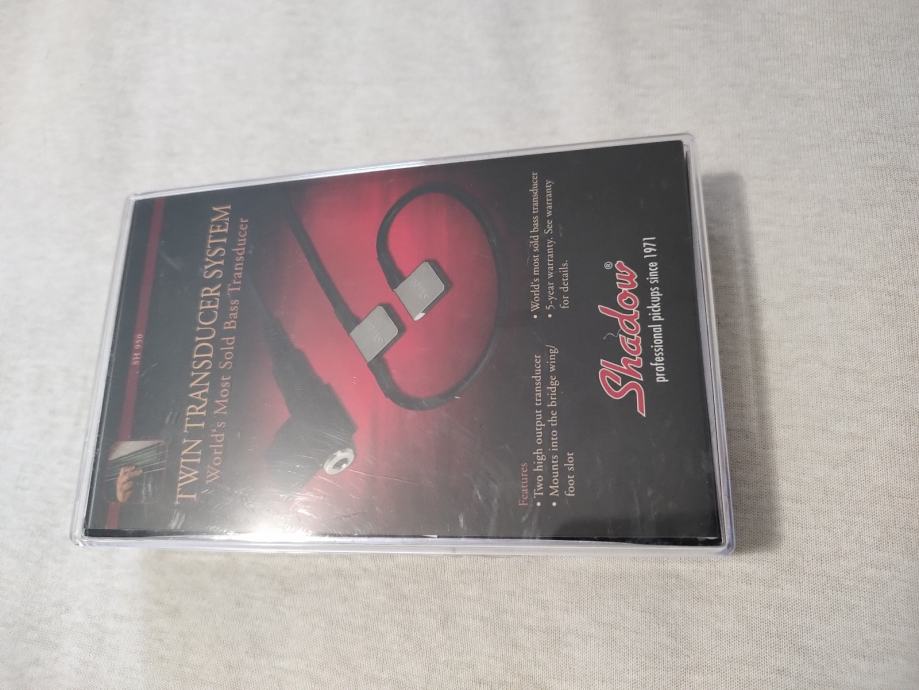 SH 950
TWIN TRANSDUCER SYSTEM
World's Most Sold Bass Transducer
Features
• Two high output transducer
• Mounts into the bridge wing/
foot slot
• World's most sold bass transducer
• 5-year warranty. See warranty
for details.
Shadow®
professional pickups since 1971